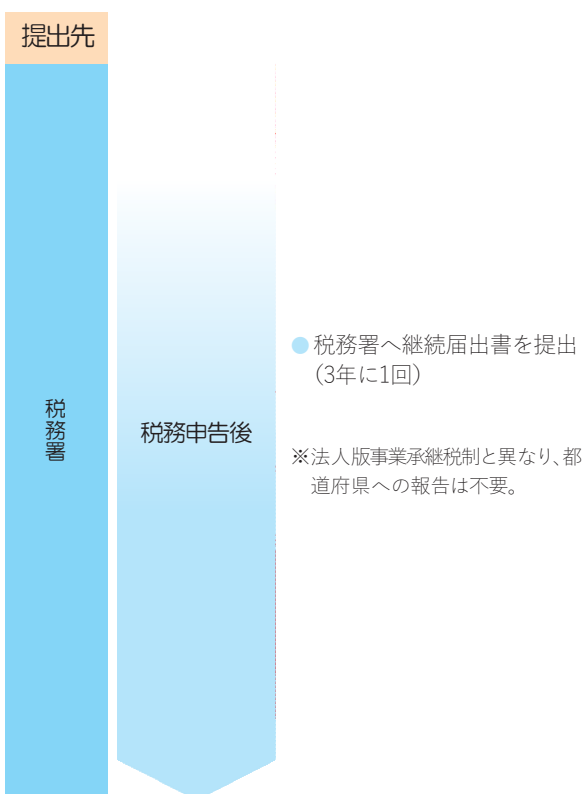 提出先
税務署
税務申告後
●税務署へ継続届出書を提出
(3年に1回)
※法人版事業承継税制と異なり、都
道府県への報告は不要。